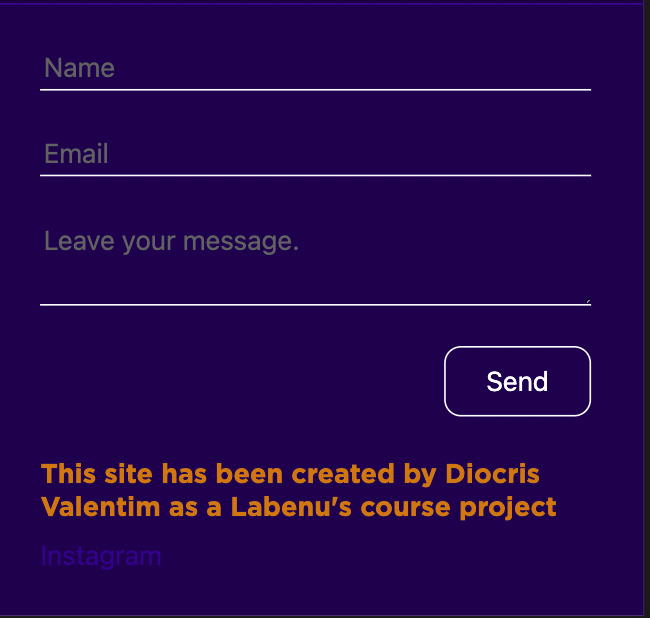 Name
Email
Leave your message.
Send
This site has been created by Diocris
Valentim as a Labenu's course project
Instagram